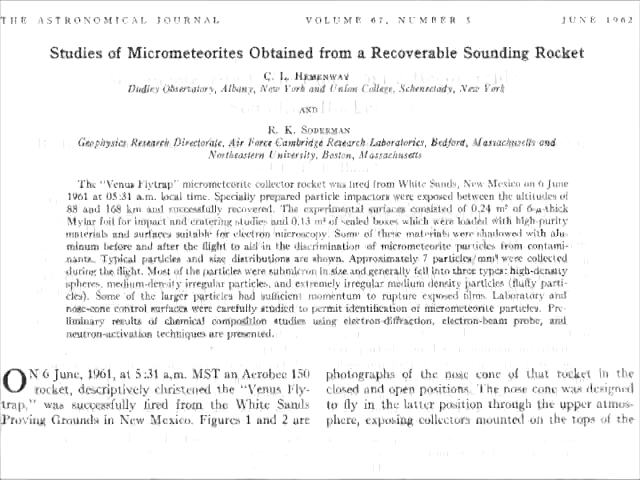 THE ASTRONOMICAL JOURNAL VOLUME 67, NUMBER 5 JUNE 1962
Studies of Micrometeorites Obtained from a Recoverable Sounding Rocket
C. L. HEMENWAY
Dudley Observatory, Albany, New York and Union College, Schenectady, New York
AND
R. K. SODERMAN
Geophysics Research Directorate, Air Force Cambridge Research Laboratories, Bedford, Massachusetts and
Northeastern University, Boston, Massachusetts
The "Venus Flytrap" micrometeorite collector rocket was fired from White Sands, New Mexico on 6 June
1961 at 05:31 a.m. local time. Specially prepared particle impactors were exposed between the altitudes of
88 and 168 km and successfully recovered. The experimental surfaces consisted of 0.24 m² of 6-μ-thick
Mylar foil for impact and cratering studies and 0.13 m² of sealed boxes which were loaded with high-purity
materials and surfaces suitable for electron microscopy. Some of these materials were shadowed with alu-
minum before and after the flight to aid in the discrimination of micrometeorite particles from contami-
nants. Typical particles and size distributions are shown. Approximately 7 particles/mm² were collected
during the flight. Most of the particles were submicron in size and generally fell into three types: high-density
spheres, medium-density irregular particles, and extremely irregular medium density particles (fluffy parti-
cles). Some of the larger particles had sufficient momentum to rupture exposed films. Laboratory and
nose-cone control surfaces were carefully studied to permit identification of micrometeorite particles. Pre-
liminary results of chemical composition studies using electron-diffraction, electron-beam probe, and
neutron-activation techniques are presented.
ON 6 June, 1961, at 5:31 a.m. MST an Aerobee 150
rocket, descriptively christened the "Venus Fly-
trap," was successfully fired from the White Sands
Proving Grounds in New Mexico. Figures 1 and 2 are
photographs of the nose cone of that rocket in the
closed and open positions. The nose cone was designed
to fly in the latter position through the upper atmos-
phere, exposing collectors mounted on the tops of the